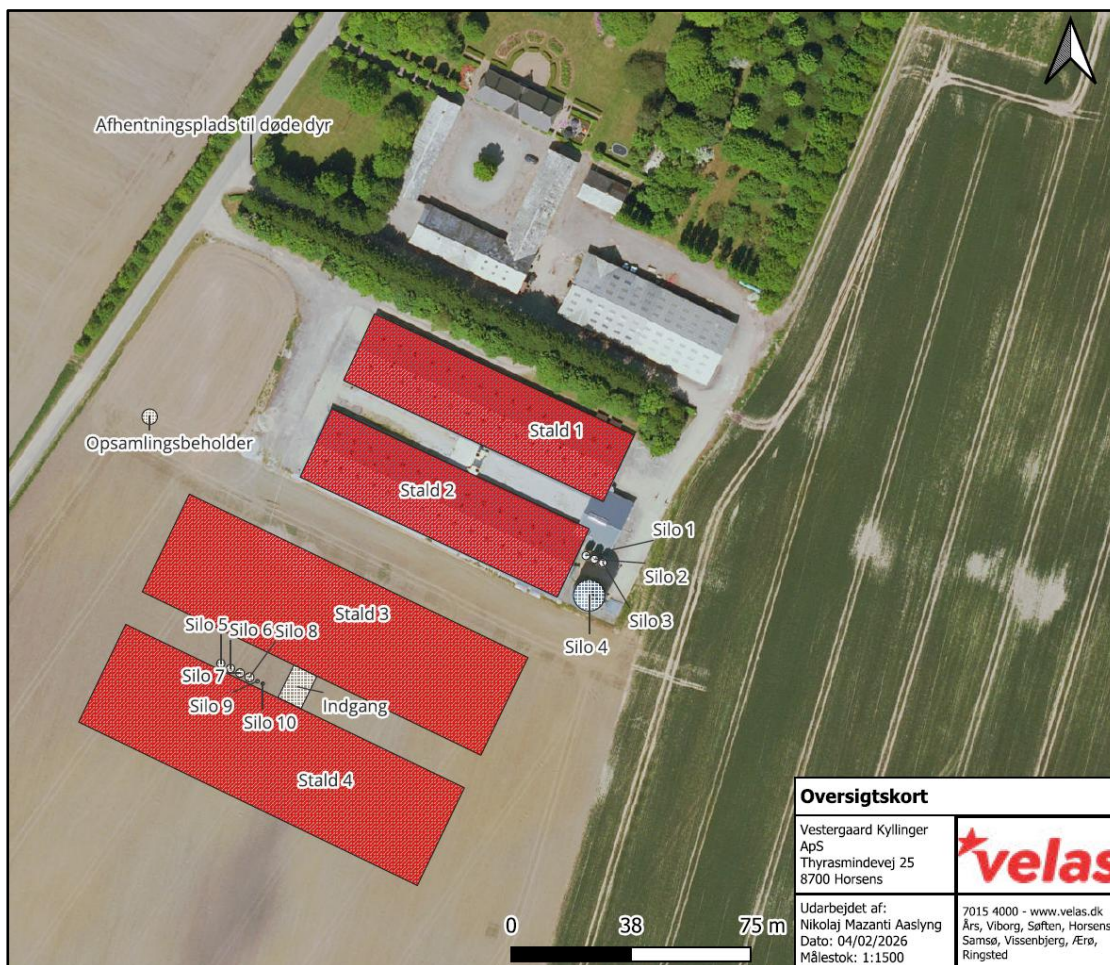 Afhentningsplads til døde dyr
Opsamlingsbeholder
Stald 1
Stald 2
Silo 1
Silo 2
Silo 3
Silo 4
Stald 3
Silo 5
Silo 6
Silo 8
Silo 7
Silo 9
Silo 10
Indgang
Stald 4
0 38 75 m
Oversigtskort
Vestergaard Kyllinger
ApS
Thyrasmindevej 25
8700 Horsens
velas
Udarbejdet af:
Nikolaj Mazanti Aaslyng
Dato: 04/02/2026
Målestok: 1:1500
7015 4000 - www.velas.dk
Års, Viborg, Søften, Horsens
Samsø, Vissenbjerg, Ærø,
Ringsted